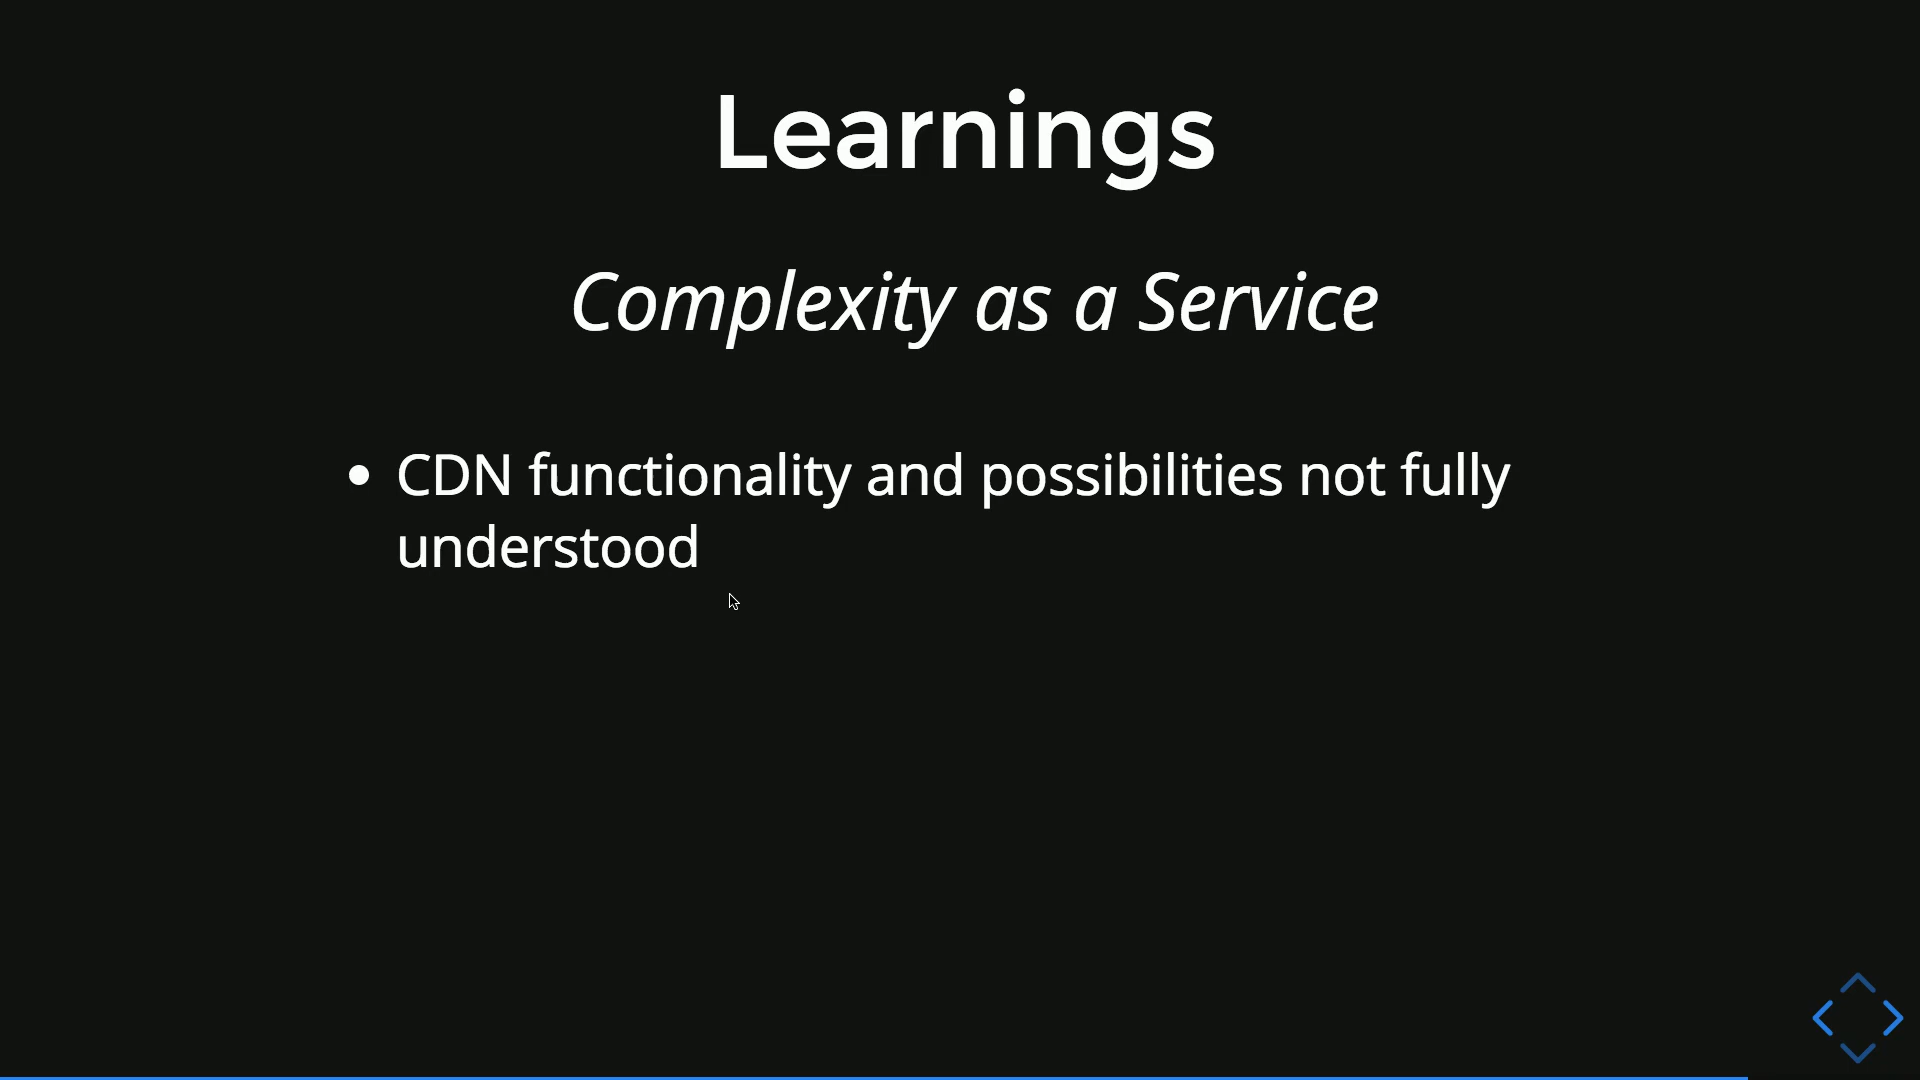 Learnings
Complexity as a Service
• CDN functionality and possibilities not fully
understood